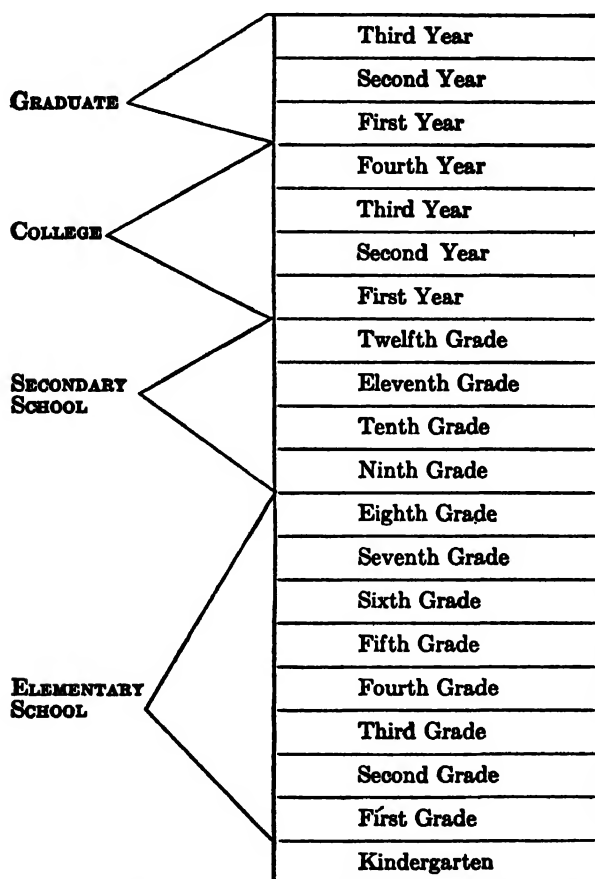 Third Year
Second Year
GRADUATE
First Year
Fourth Year
Third Year
COLLEGE
Second Year
First Year
Twelfth Grade
SECONDARY
SCHOOL
Eleventh Grade
Tenth Grade
Ninth Grade
Eighth Grade
Seventh Grade
Sixth Grade
Fifth Grade
ELEMENTARY
SCHOOL
Fourth Grade
Third Grade
Second Grade
First Grade
Kindergarten